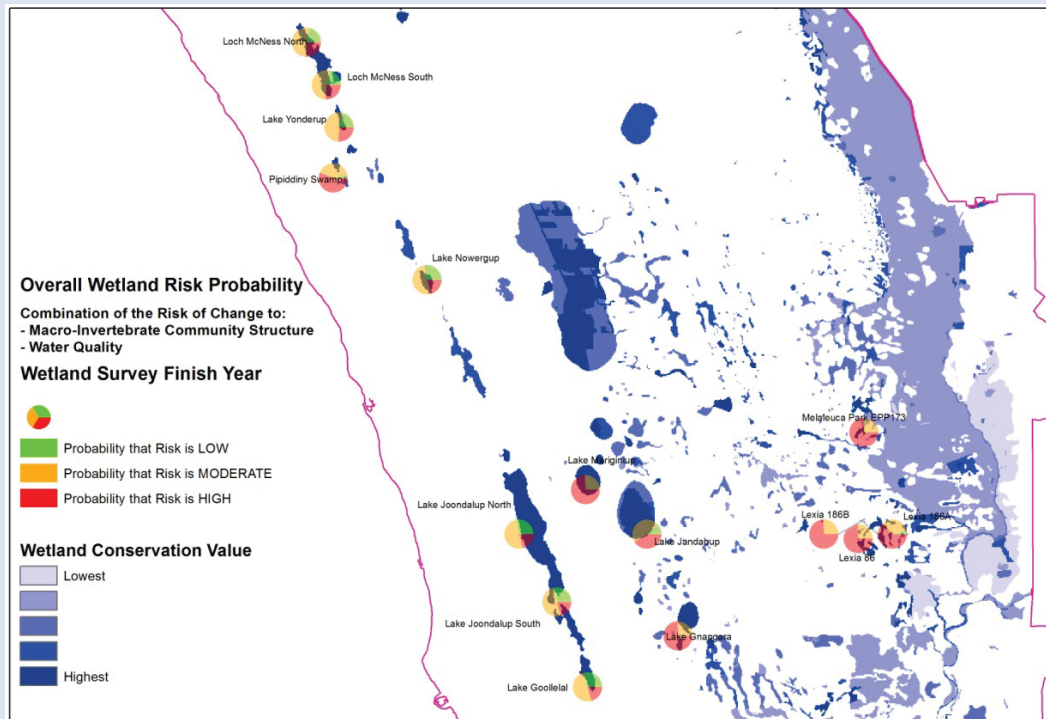 Loch McNess North
Loch McNess South
Lake Yonderup
Pipiddiny Swamp
Lake Nowergup
Overall Wetland Risk Probability
Combination of the Risk of Change to:
- Macro-Invertebrate Community Structure
- Water Quality
Wetland Survey Finish Year
Probability that Risk is LOW
Probability that Risk is MODERATE
Probability that Risk is HIGH
Wetland Conservation Value
Lowest
Highest
Melaleuca Park EPP173
Lake Mariginiup
Lake Joondalup North
Lake Jandabup
Lexia 186B
Lexia 186A
Lexia 86
Lake Joondalup South
Lake Gnangara
Lake Goollelal